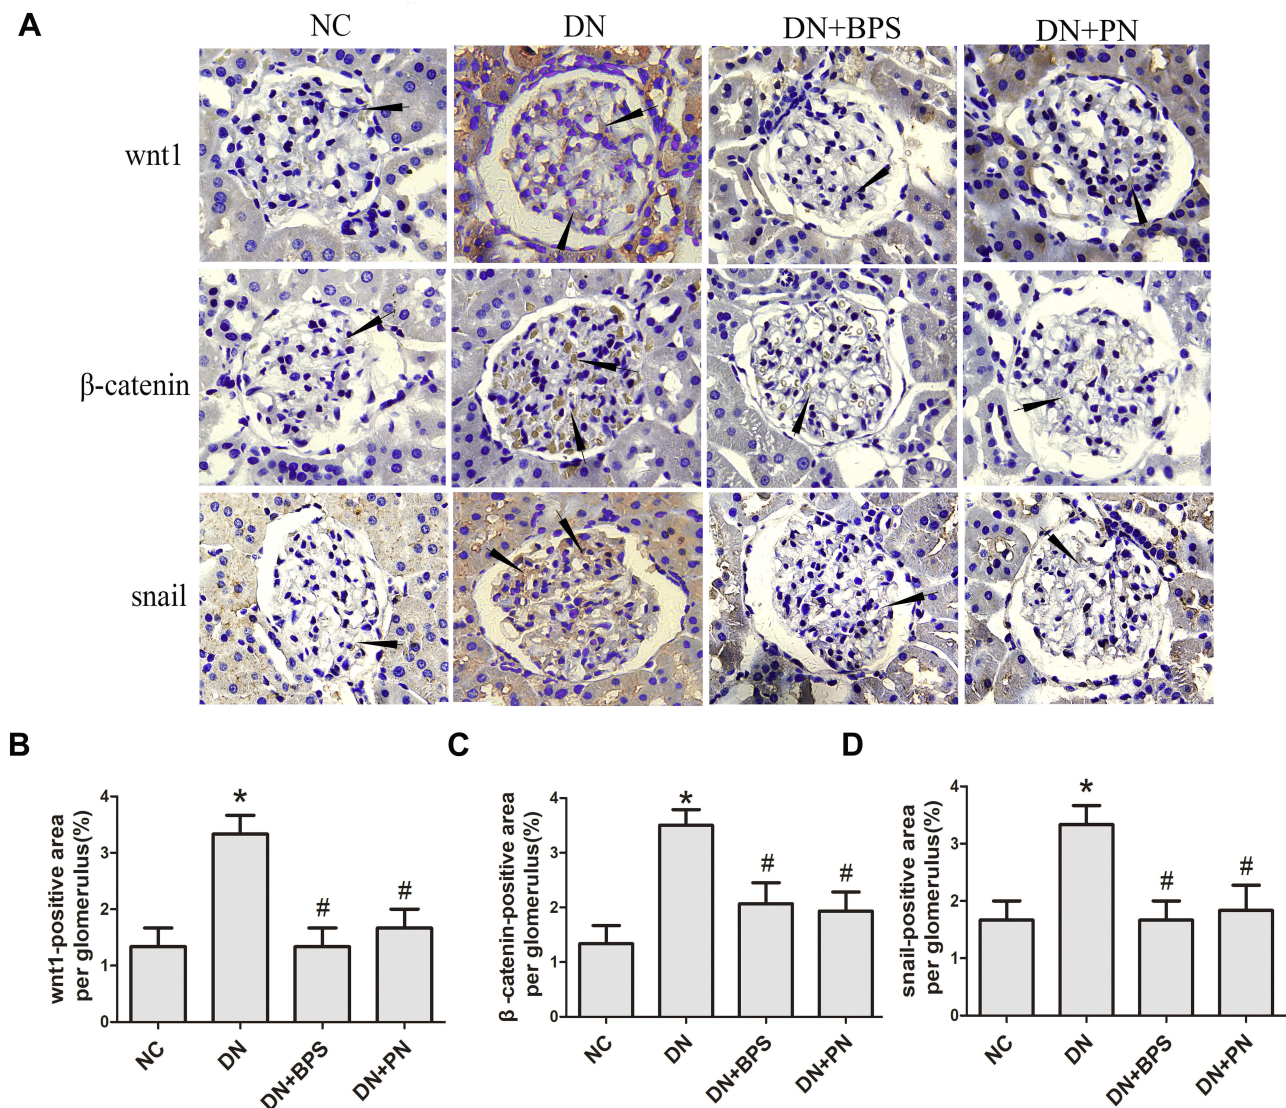 A
NC DN DN+BPS DN+PN
wnt1
β-catenin
snail
B
wnt1-positive area
per glomerulus(%)
4
3
2
1
0
*
#
#
NC DN DN+BPS DN+PN
C
β -catenin-positive area
per glomerulus(%)
4
3
2
1
0
*
#
#
NC DN DN+BPS DN+PN
D
snail-positive area
per glomerulus(%)
4
3
2
1
0
*
#
#
NC DN DN+BPS DN+PN